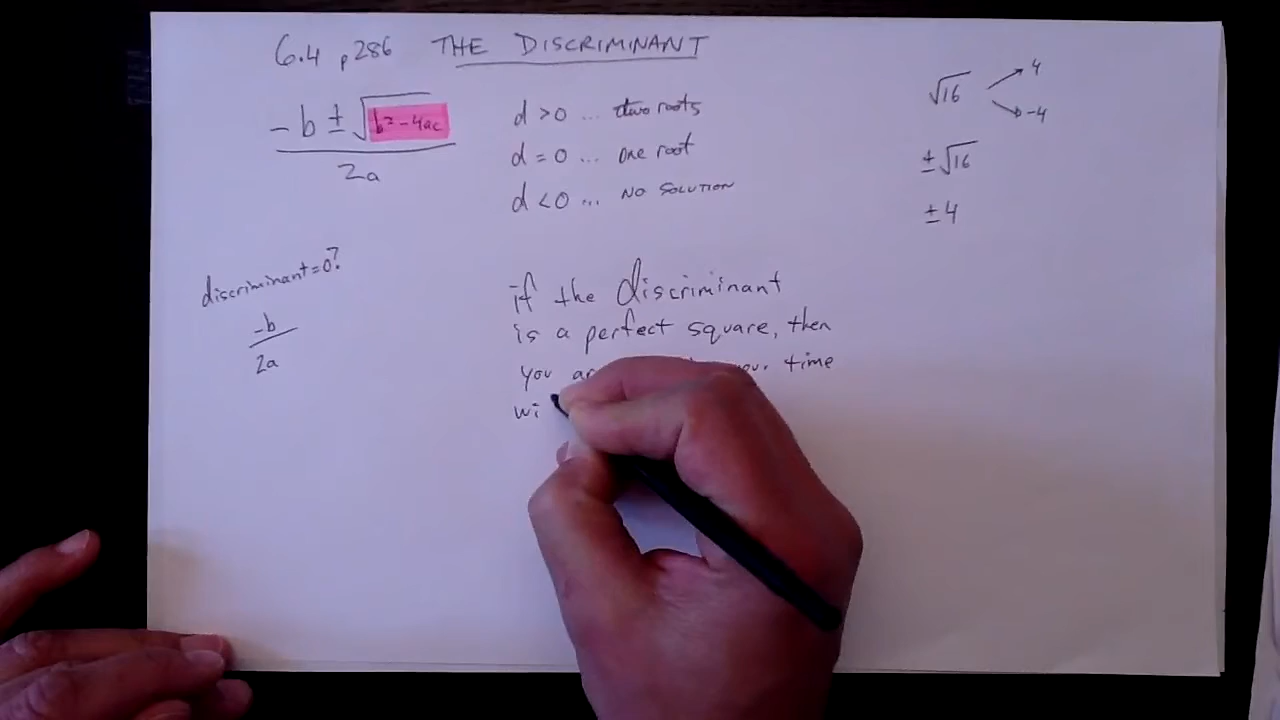 6.4 p286 THE DISCRIMINANT
-b ± √b²-4ac
2a
d > 0 ... two roots
d = 0 ... one root
d < 0 ... NO SOLUTION
√16 4
-4
± √16
± 4
discriminant = 0?
-b
2a
if the discriminant
is a perfect square, then
you time
wi